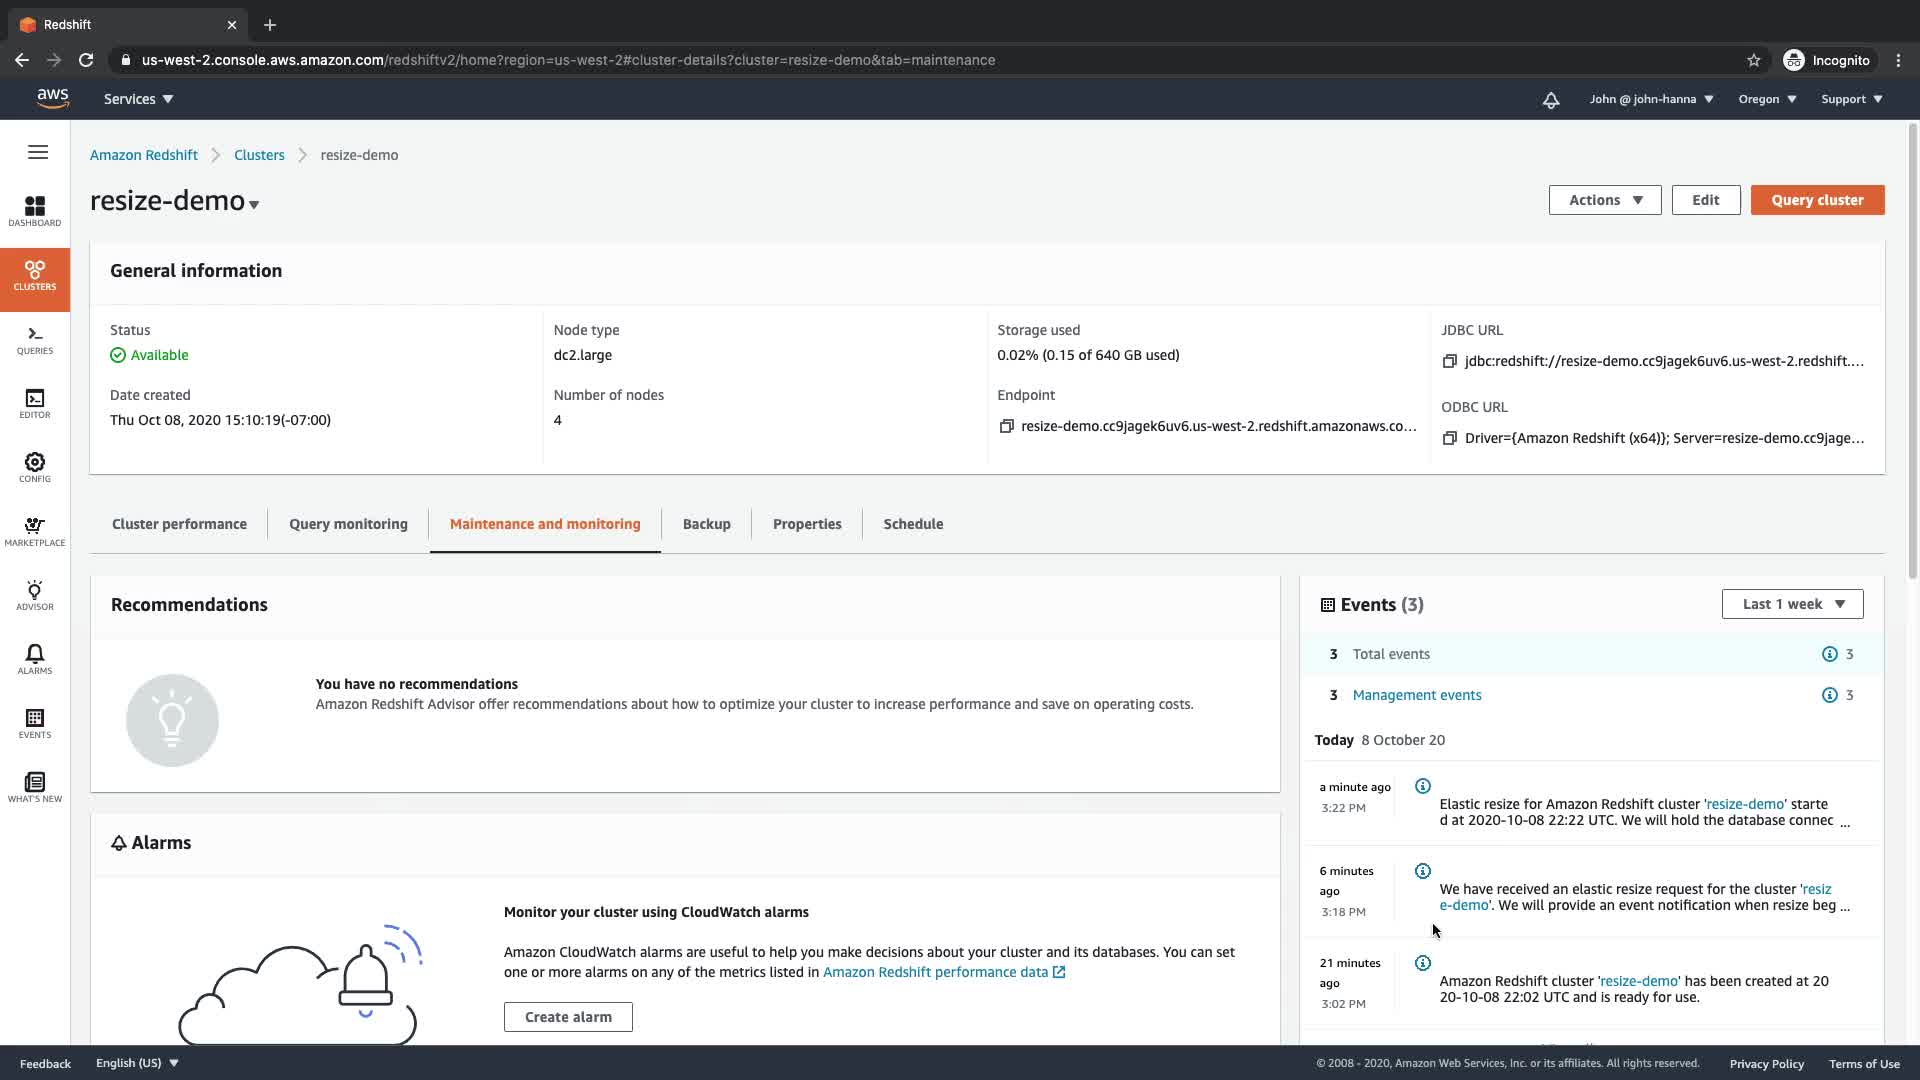 Redshift
us-west-2.console.aws.amazon.com/redshiftv2/home?region=us-west-2#cluster-details?cluster=resize-demo&tab=maintenance
Incognito
aws
Services
John @ john-hanna
Oregon
Support
Amazon Redshift
Clusters
resize-demo
resize-demo
Actions
Edit
Query cluster
DASHBOARD
CLUSTERS
QUERIES
EDITOR
CONFIG
MARKETPLACE
ADVISOR
ALARMS
EVENTS
WHAT'S NEW
General information
Status
Available
Date created
Thu Oct 08, 2020 15:10:19(-07:00)
Node type
dc2.large
Number of nodes
4
Storage used
0.02% (0.15 of 640 GB used)
Endpoint
resize-demo.cc9jagek6uv6.us-west-2.redshift.amazonaws.co...
JDBC URL
jdbc:redshift://resize-demo.cc9jagek6uv6.us-west-2.redshift....
ODBC URL
Driver={Amazon Redshift (x64)}; Server=resize-demo.cc9jage...
Cluster performance
Query monitoring
Maintenance and monitoring
Backup
Properties
Schedule
Recommendations
You have no recommendations
Amazon Redshift Advisor offer recommendations about how to optimize your cluster to increase performance and save on operating costs.
Alarms
Monitor your cluster using CloudWatch alarms
Amazon CloudWatch alarms are useful to help you make decisions about your cluster and its databases. You can set
one or more alarms on any of the metrics listed in Amazon Redshift performance data
Create alarm
Events (3)
Last 1 week
3 Total events 3
3 Management events 3
Today 8 October 20
a minute ago
3:22 PM
Elastic resize for Amazon Redshift cluster 'resize-demo' starte
d at 2020-10-08 22:22 UTC. We will hold the database connec ...
6 minutes
ago
3:18 PM
We have received an elastic resize request for the cluster 'resiz
e-demo'. We will provide an event notification when resize beg ...
21 minutes
ago
3:02 PM
Amazon Redshift cluster 'resize-demo' has been created at 20
20-10-08 22:02 UTC and is ready for use.
Feedback
English (US)
© 2008 - 2020, Amazon Web Services, Inc. or its affiliates. All rights reserved.
Privacy Policy
Terms of Use